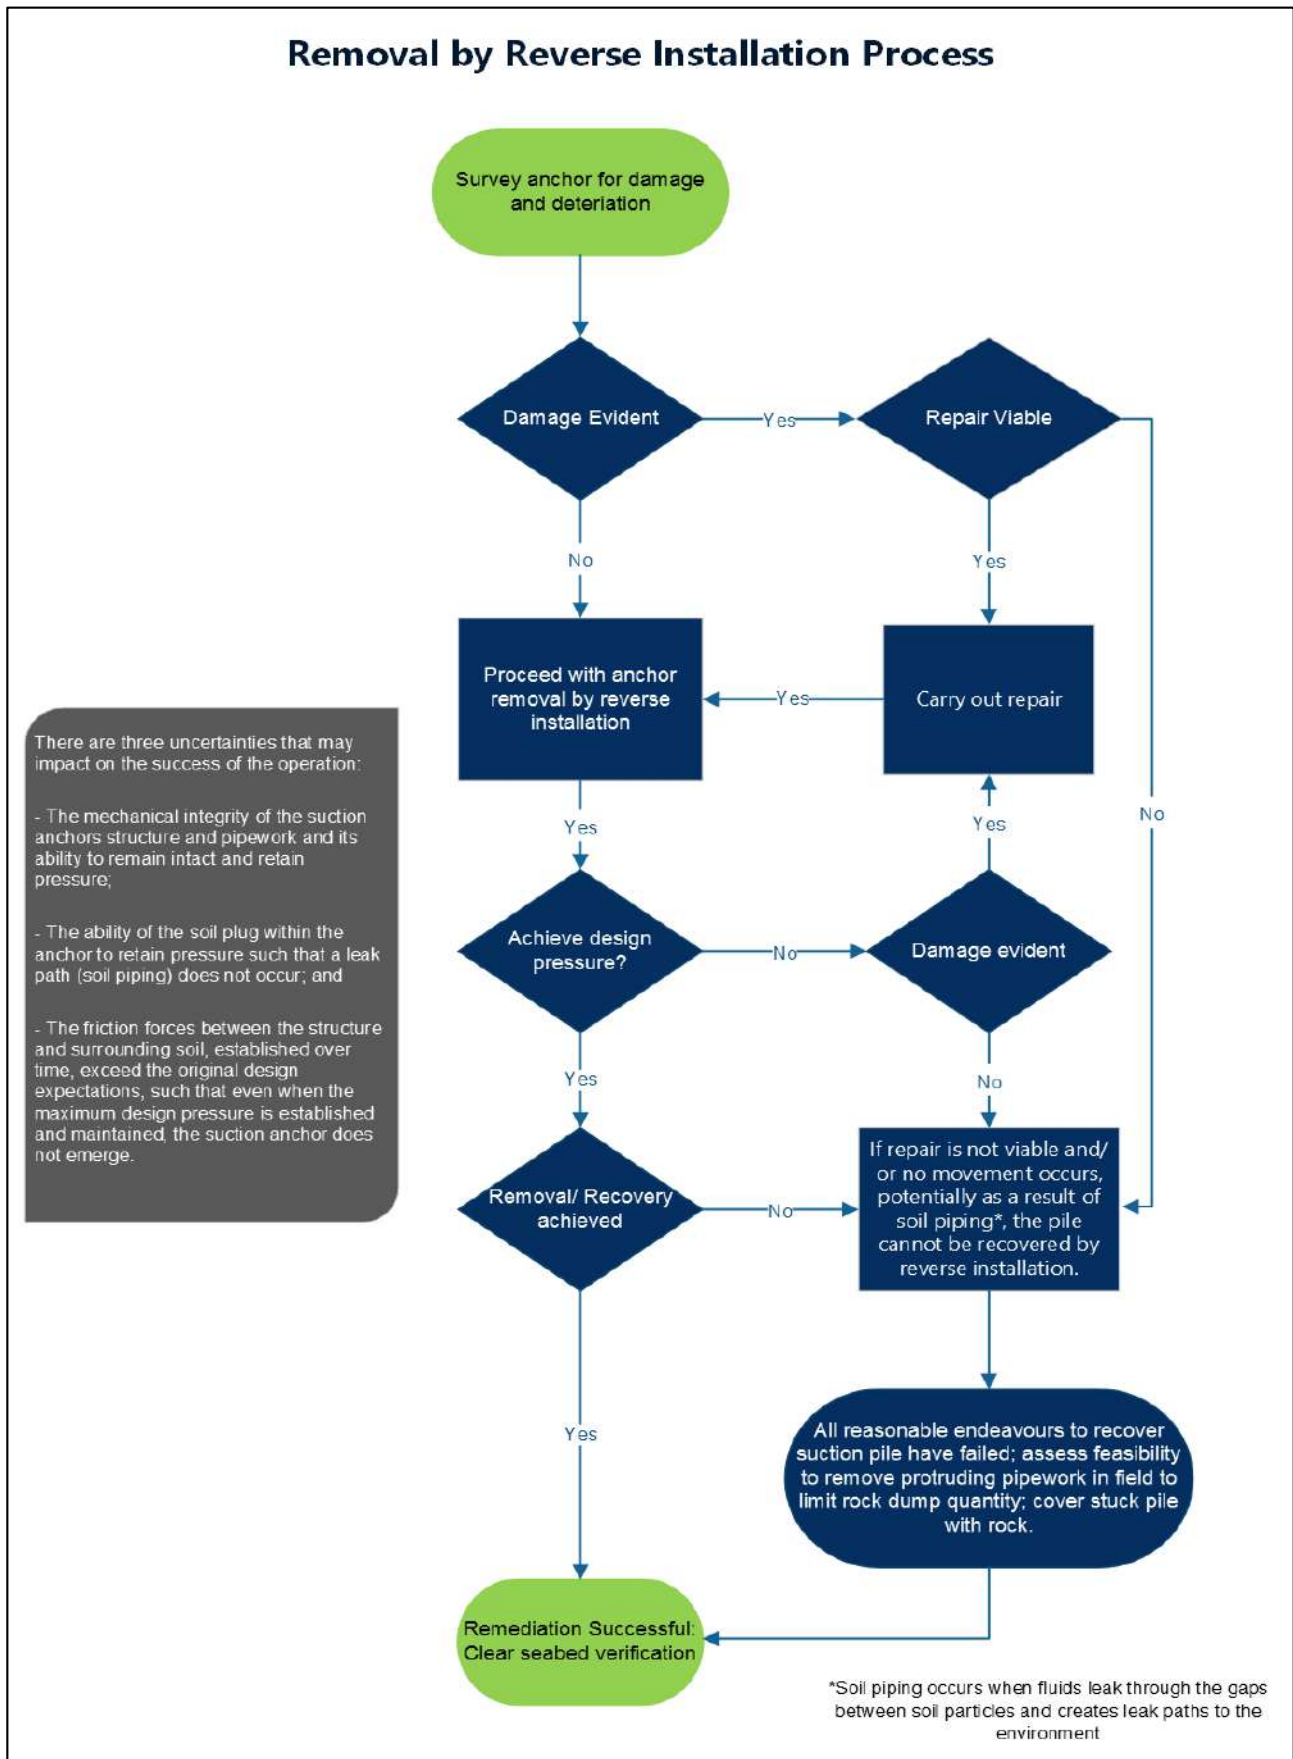 Removal by Reverse Installation Process
Survey anchor for damage
and deteriation
Damage Evident
Yes
Repair Viable
No
Yes
Proceed with anchor
removal by reverse
installation
Yes
Carry out repair
There are three uncertainties that may
impact on the success of the operation:
- The mechanical integrity of the suction
anchors structure and pipework and its
ability to remain intact and retain
pressure;
- The ability of the soil plug within the
anchor to retain pressure such that a leak
path (soil piping) does not occur; and
- The friction forces between the structure
and surrounding soil, established over
time, exceed the original design
expectations, such that even when the
maximum design pressure is established
and maintained, the suction anchor does
not emerge.
Yes
Yes
No
Achieve design
pressure?
No
Damage evident
Yes
No
Removal/ Recovery
achieved
No
If repair is not viable and/
or no movement occurs,
potentially as a result of
soil piping*, the pile
cannot be recovered by
reverse installation.
Yes
All reasonable endeavours to recover
suction pile have failed; assess feasibility
to remove protruding pipework in field to
limit rock dump quantity; cover stuck pile
with rock.
Remediation Successful:
Clear seabed verification
*Soil piping occurs when fluids leak through the gaps
between soil particles and creates leak paths to the
environment